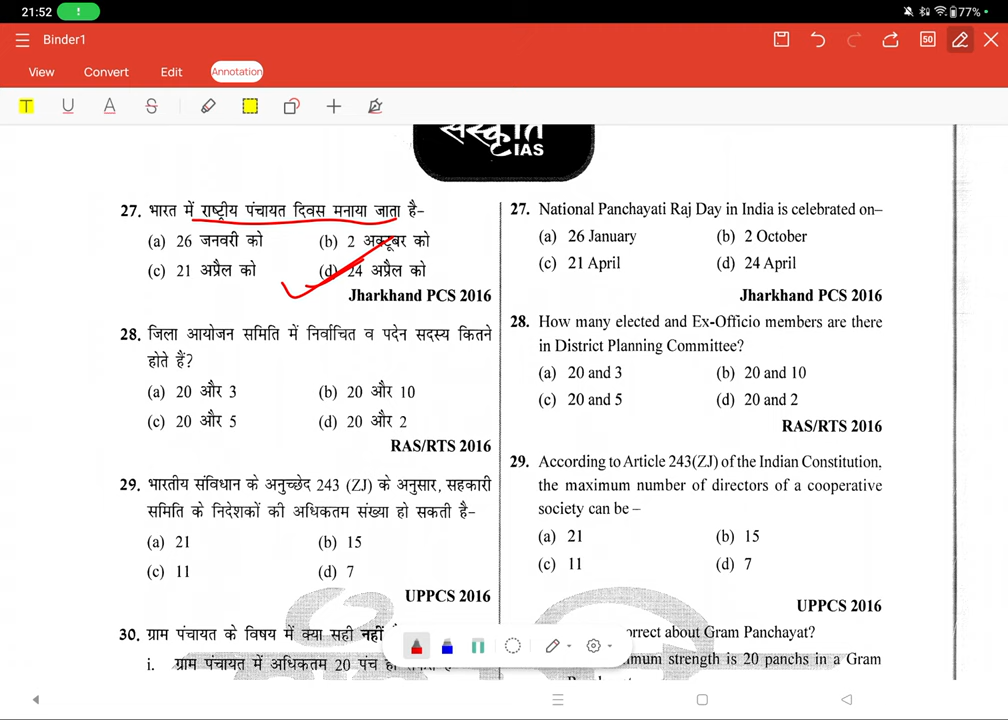 21:52
77%
Binder1
50
View Convert Edit Annotation
T U A S
संस्कृति
IAS
27. भारत में राष्ट्रीय पंचायत दिवस मनाया जाता है–
(a) 26 जनवरी को (b) 2 अक्टूबर को
(c) 21 अप्रैल को (d) 24 अप्रैल को
Jharkhand PCS 2016
28. जिला आयोजन समिति में निर्वाचित व पदेन सदस्य कितने
होते हैं?
(a) 20 और 3 (b) 20 और 10
(c) 20 और 5 (d) 20 और 2
RAS/RTS 2016
29. भारतीय संविधान के अनुच्छेद 243 (ZJ) के अनुसार, सहकारी
समिति के निदेशकों की अधिकतम संख्या हो सकती है–
(a) 21 (b) 15
(c) 11 (d) 7
UPPCS 2016
30. ग्राम पंचायत के विषय में क्या सही नहीं
i. ग्राम पंचायत में अधिकतम 20 पंच
27. National Panchayati Raj Day in India is celebrated on–
(a) 26 January (b) 2 October
(c) 21 April (d) 24 April
Jharkhand PCS 2016
28. How many elected and Ex-Officio members are there
in District Planning Committee?
(a) 20 and 3 (b) 20 and 10
(c) 20 and 5 (d) 20 and 2
RAS/RTS 2016
29. According to Article 243(ZJ) of the Indian Constitution,
the maximum number of directors of a cooperative
society can be –
(a) 21 (b) 15
(c) 11 (d) 7
UPPCS 2016
orrect about Gram Panchayat?
mum strength is 20 panchs in a Gram